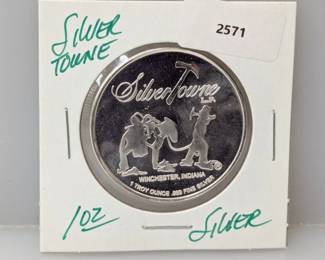 SILVER
TOWNE
2571
SilverTowne
L.P.
WINCHESTER, INDIANA
1 TROY OUNCE .999 FINE SILVER
1oz
SILVER